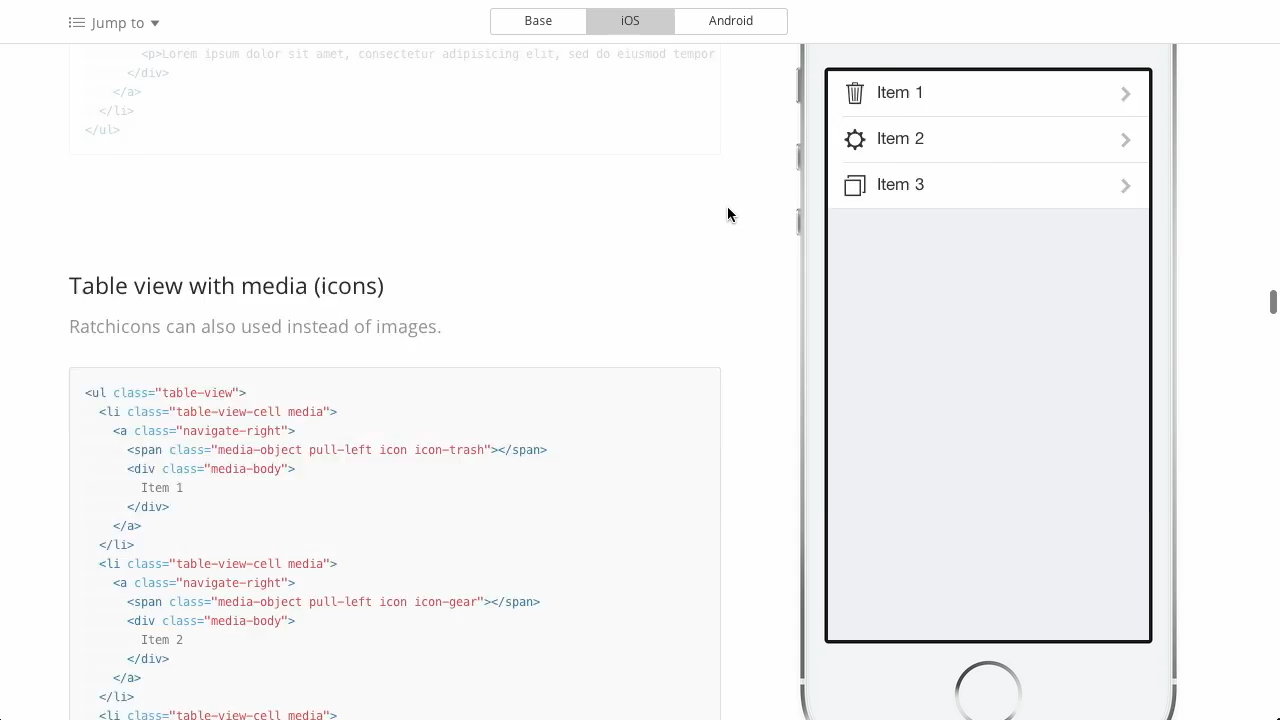 Jump to
Base
iOS
Android
<p>Lorem ipsum dolor sit amet, consectetur adipisicing elit, sed do eiusmod tempor
</div>
</a>
</li>
</ul>
Table view with media (icons)
Ratchicons can also used instead of images.
<ul class="table-view">
<li class="table-view-cell media">
<a class="navigate-right">
<span class="media-object pull-left icon icon-trash"></span>
<div class="media-body">
Item 1
</div>
</a>
</li>
<li class="table-view-cell media">
<a class="navigate-right">
<span class="media-object pull-left icon icon-gear"></span>
<div class="media-body">
Item 2
</div>
</a>
</li>
<li class="table-view-cell media">
Item 1
Item 2
Item 3